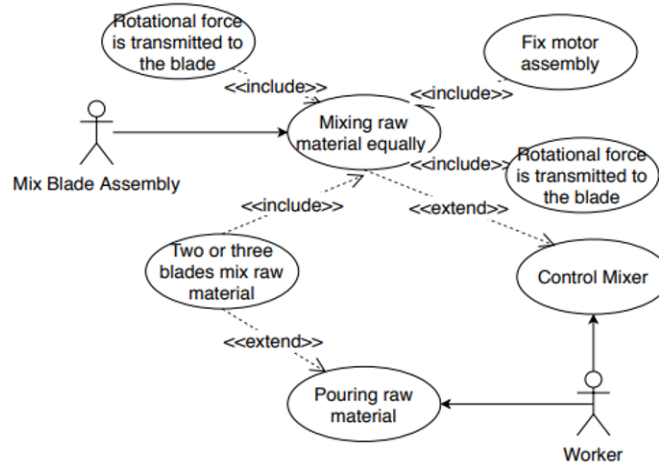 Rotational force
is transmitted to
the blade
Fix motor
assembly
<<include>>
<<include>>
Mixing raw
material equally
<<include>>
Rotational force
is transmitted to
the blade
Mix Blade Assembly
<<include>>
<<extend>>
Two or three
blades mix raw
material
Control Mixer
<<extend>>
Pouring raw
material
Worker